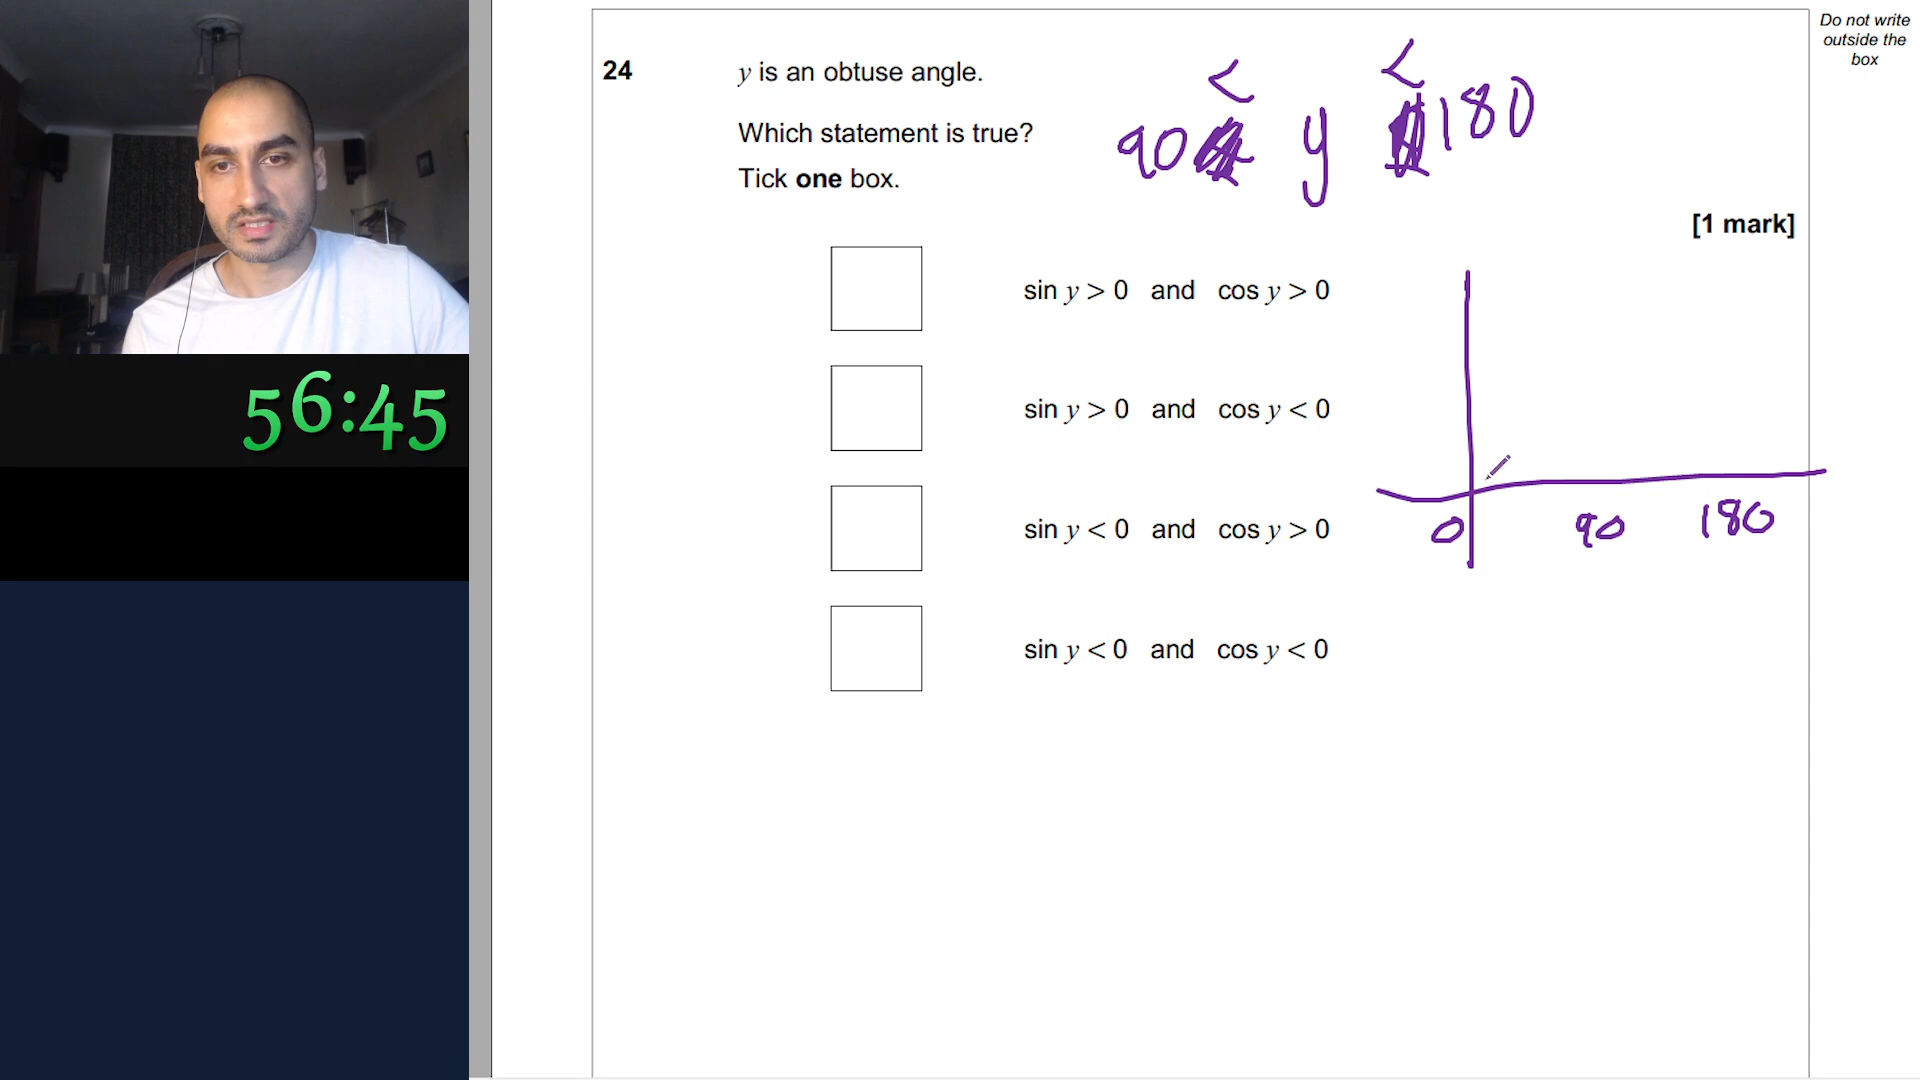 Do not write
outside the
box
24 y is an obtuse angle.
< <
90 y 180
Which statement is true?
Tick one box.
[1 mark]
sin y > 0 and cos y > 0
sin y > 0 and cos y < 0
sin y < 0 and cos y > 0
sin y < 0 and cos y < 0
0 90 180
56:45